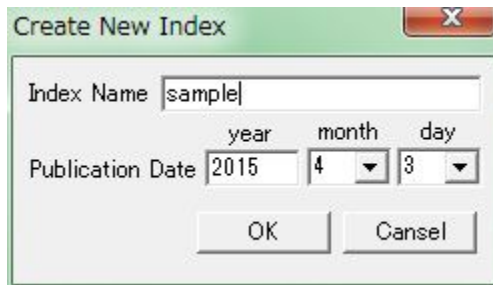 Create New Index
Index Name sample
year month day
Publication Date 2015 4 3
OK Cansel